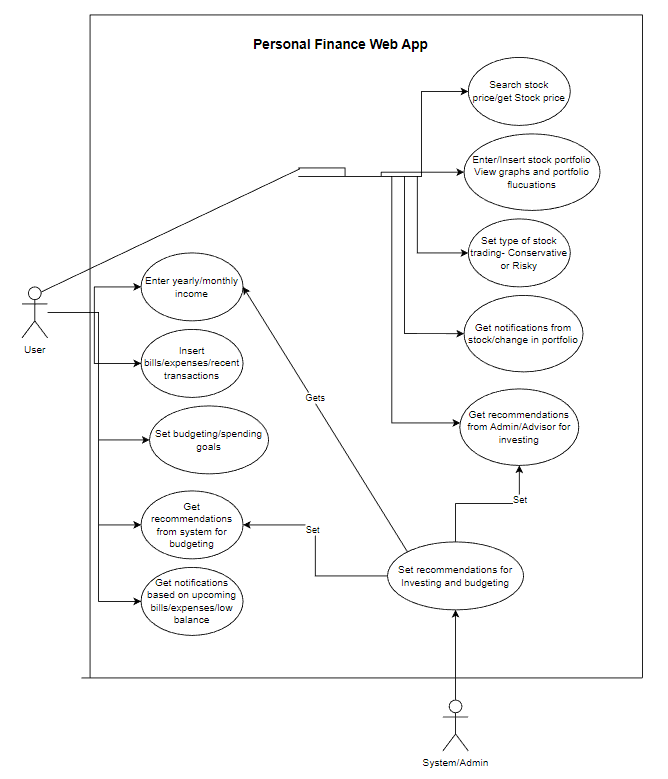 Personal Finance Web App
Search stock
price/get Stock price
Enter/Insert stock portfolio
View graphs and portfolio
flucuations
Set type of stock
trading- Conservative
or Risky
Enter yearly/monthly
income
User
Get notifications from
stock/change in portfolio
Insert
bills/expenses/recent
transactions
Gets
Get recommendations
from Admin/Advisor for
investing
Set budgeting/spending
goals
Set
Get
recommendations
from system for
budgeting
Set
Set recommendations for
Investing and budgeting
Get notifications
based on upcoming
bills/expenses/low
balance
System/Admin